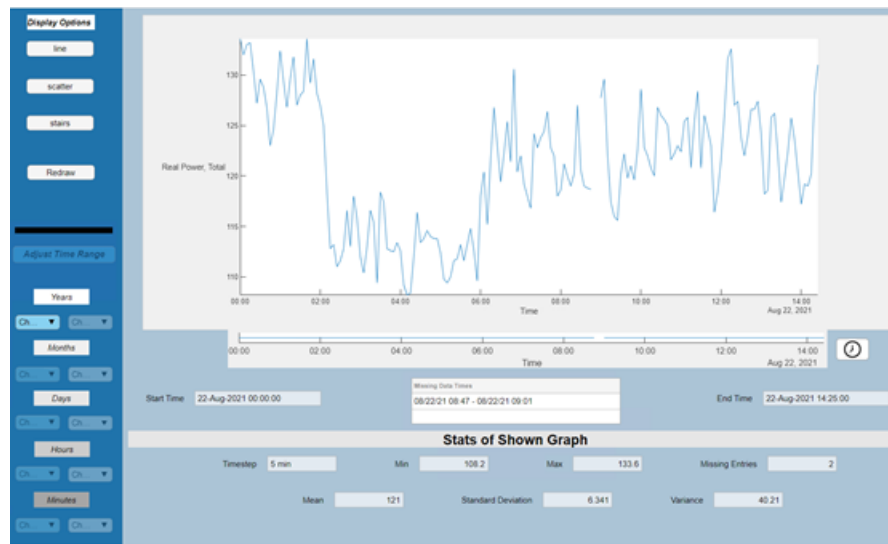 Display Options
line
scatter
stairs
Redraw
Adjust Time Range
Years
Ch... Ch...
Months
Ch... Ch...
Days
Ch... Ch...
Hours
Ch... Ch...
Minutes
Ch... Ch...
130
125
Real Power, Total
120
115
110
00:00 02:00 04:00 06:00 08:00 10:00 12:00 14:00
Time
Aug 22, 2021
00:00 02:00 04:00 06:00 08:00 10:00 12:00 14:00
Time
Aug 22, 2021
Start Time 22-Aug-2021 00:00:00
Missing Data Times
08/22/21 08:47 - 08/22/21 09:01
End Time 22-Aug-2021 14:25:00
Stats of Shown Graph
Timestep 5 min Min 108.2 Max 133.6 Missing Entries 2
Mean 121 Standard Deviation 6.341 Variance 40.21